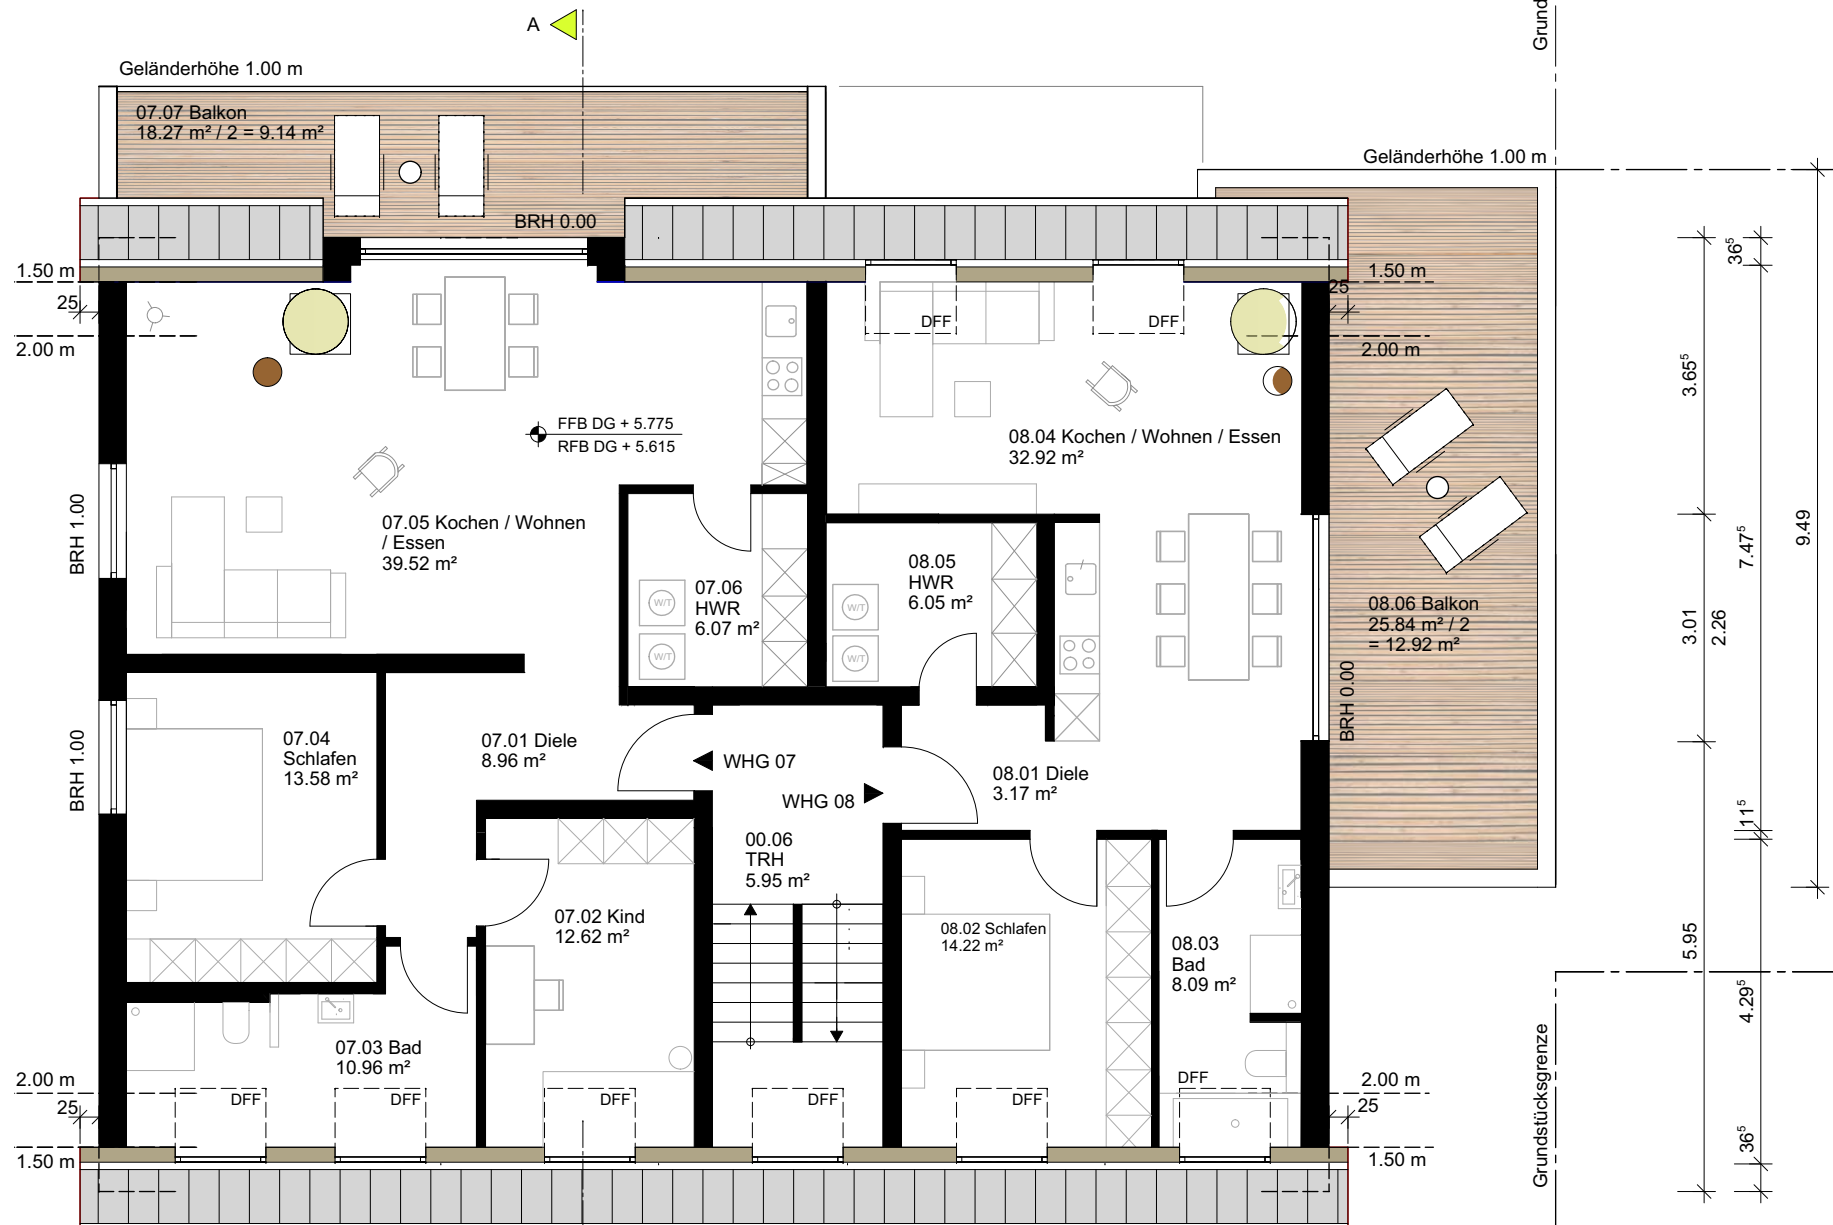 A
Grund
Geländerhöhe 1.00 m
07.07 Balkon
18.27 m² / 2 = 9.14 m²
Geländerhöhe 1.00 m
BRH 0.00
1.50 m
25
2.00 m
1.50 m
25
2.00 m
DFF
DFF
FFB DG + 5.775
RFB DG + 5.615
08.04 Kochen / Wohnen / Essen
32.92 m²
BRH 1.00
07.05 Kochen / Wohnen
/ Essen
39.52 m²
07.06
HWR
6.07 m²
W/T
W/T
08.05
HWR
6.05 m²
W/T
W/T
08.06 Balkon
25.84 m² / 2
= 12.92 m²
BRH 0.00
BRH 1.00
07.04
Schlafen
13.58 m²
07.01 Diele
8.96 m²
WHG 07
WHG 08
08.01 Diele
3.17 m²
00.06
TRH
5.95 m²
07.02 Kind
12.62 m²
08.02 Schlafen
14.22 m²
08.03
Bad
8.09 m²
07.03 Bad
10.96 m²
2.00 m
25
1.50 m
DFF
DFF
DFF
DFF
DFF
DFF
2.00 m
25
1.50 m
Grundstücksgrenze
36⁵
3.65⁵
9.49
7.47⁵
3.01
2.26
11⁵
5.95
4.29⁵
36⁵